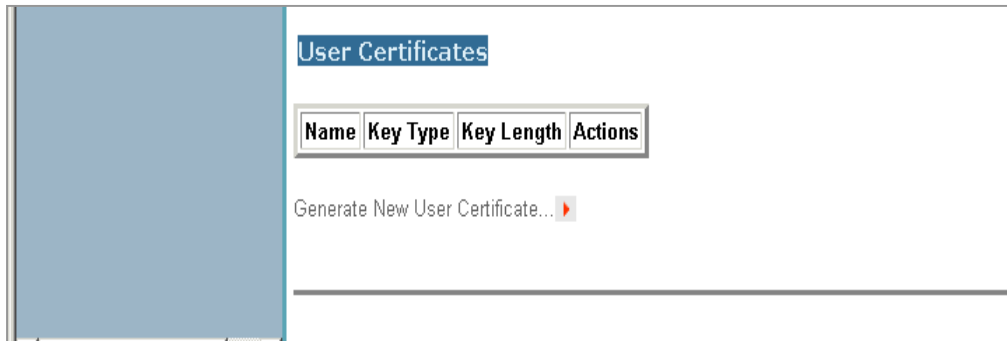 User Certificates
Name Key Type Key Length Actions
Generate New User Certificate...